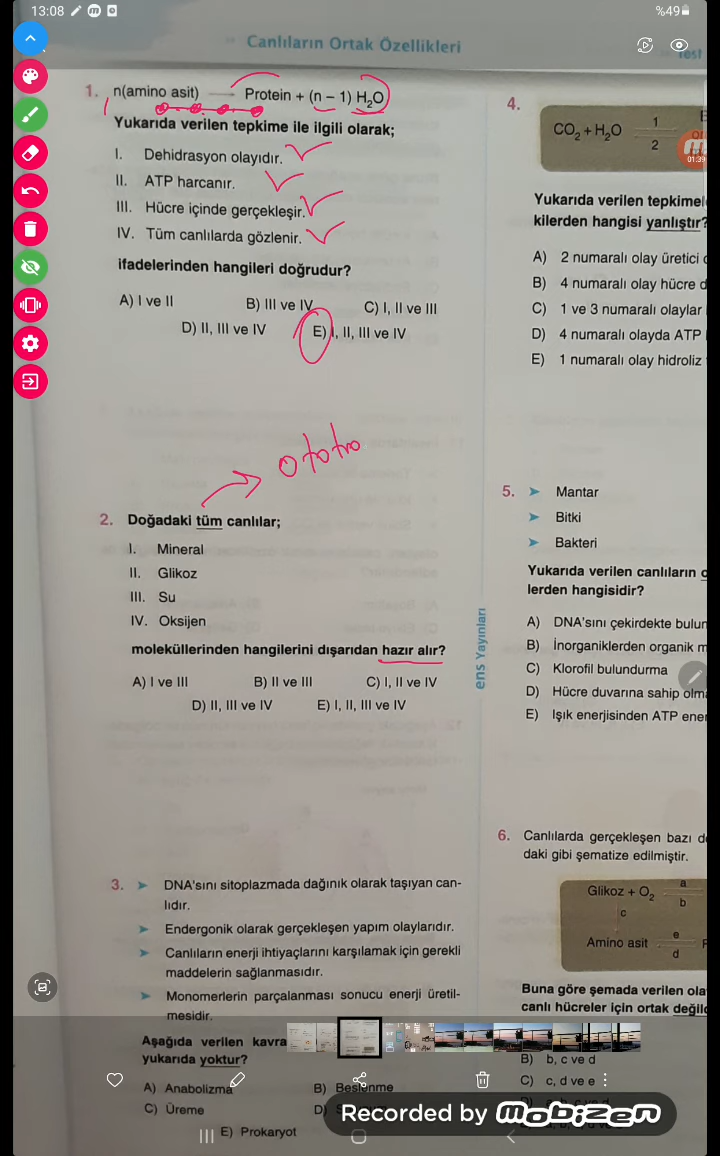 13:08
%49
Canlıların Ortak Özellikleri
Test
01:39
1. n(amino asit) → Protein + (n – 1) H₂O
Yukarıda verilen tepkime ile ilgili olarak;
I. Dehidrasyon olayıdır.
II. ATP harcanır.
III. Hücre içinde gerçekleşir.
IV. Tüm canlılarda gözlenir.
ifadelerinden hangileri doğrudur?
A) I ve II B) III ve IV C) I, II ve III
D) II, III ve IV E) I, II, III ve IV
ototro
2. Doğadaki tüm canlılar;
I. Mineral
II. Glikoz
III. Su
IV. Oksijen
moleküllerinden hangilerini dışarıdan hazır alır?
A) I ve III B) II ve III C) I, II ve IV
D) II, III ve IV E) I, II, III ve IV
3. ➤ DNA'sını sitoplazmada dağınık olarak taşıyan can-
lıdır.
➤ Endergonik olarak gerçekleşen yapım olaylarıdır.
➤ Canlıların enerji ihtiyaçlarını karşılamak için gerekli
maddelerin sağlanmasıdır.
➤ Monomerlerin parçalanması sonucu enerji üretil-
mesidir.
Aşağıda verilen kavra
yukarıda yoktur?
A) Anabolizma B) Beslenme
C) Üreme D)
E) Prokaryot
ens Yayınları
4.
CO₂ + H₂O 1
2
Yukarıda verilen tepkimel
kilerden hangisi yanlıştır?
A) 2 numaralı olay üretici
B) 4 numaralı olay hücre d
C) 1 ve 3 numaralı olaylar
D) 4 numaralı olayda ATP
E) 1 numaralı olay hidroliz
5. ➤ Mantar
➤ Bitki
➤ Bakteri
Yukarıda verilen canlıların o
lerden hangisidir?
A) DNA'sını çekirdekte bulun
B) İnorganiklerden organik m
C) Klorofil bulundurma
D) Hücre duvarına sahip olma
E) Işık enerjisinden ATP ener
6. Canlılarda gerçekleşen bazı d
daki gibi şematize edilmiştir.
Glikoz + O₂ a
b
c
Amino asit e
d
Buna göre şemada verilen ola
canlı hücreler için ortak değild
B) b, c ve d
C) c, d ve e
Recorded by mobizen